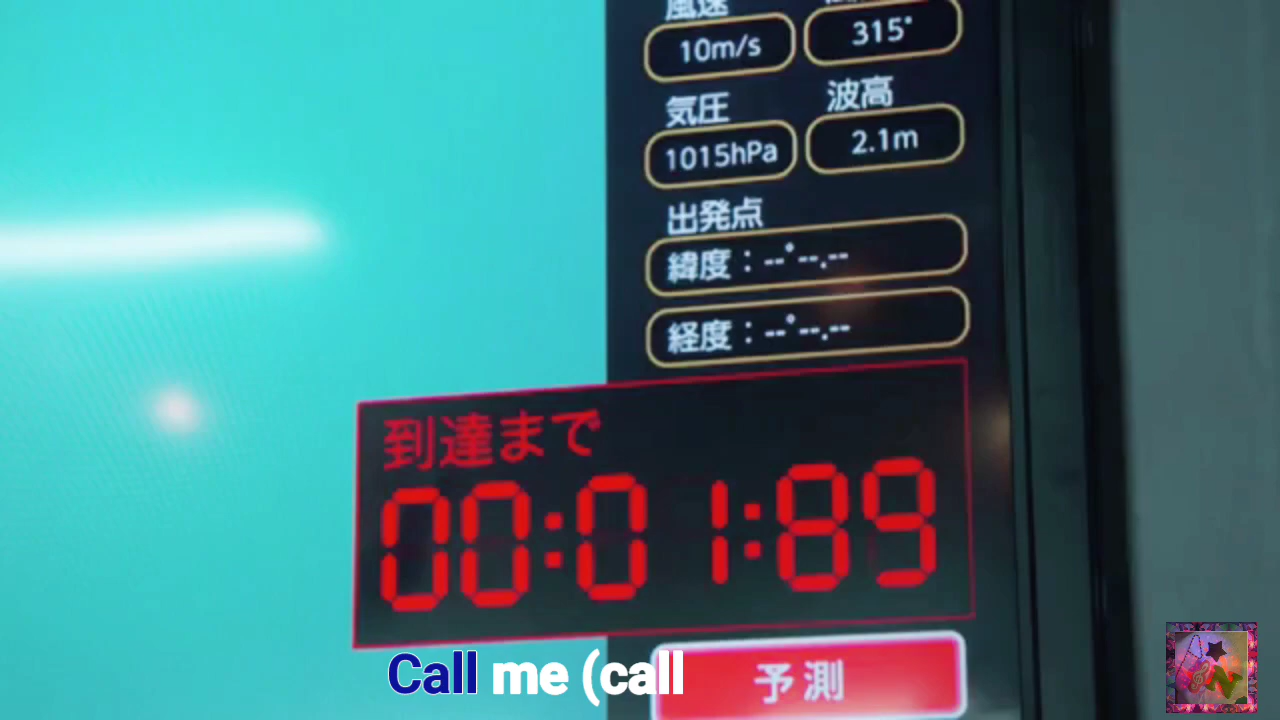 風速
10m/s
315°
気圧
波高
1015hPa
2.1m
出発点
緯度：--°--.--
経度：--°--.--
到達まで
00:01:89
予測
Call me (call